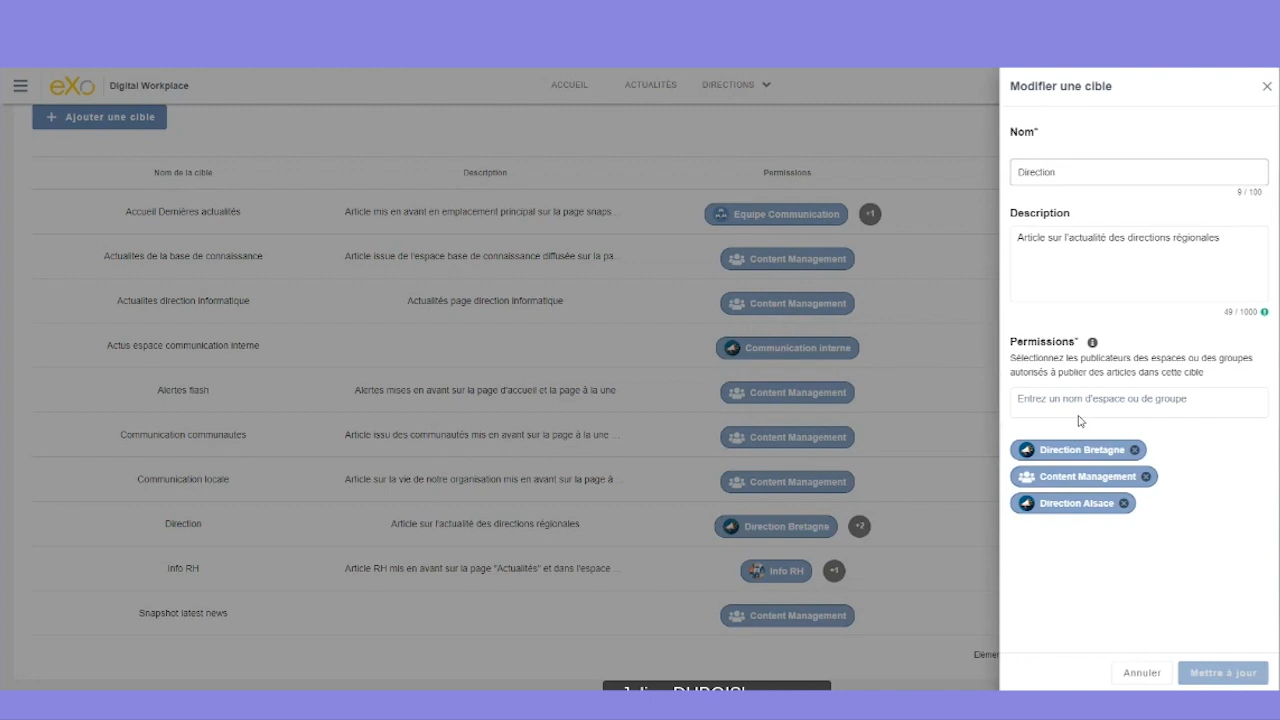 eXo Digital Workplace
ACCUEIL ACTUALITÉS DIRECTIONS
+ Ajouter une cible
Nom de la cible Description Permissions
Accueil Dernières actualités Article mis en avant en emplacement principal sur la page snaps... Equipe Communication +1
Actualites de la base de connaissance Article issue de l'espace base de connaissance diffusée sur la pa... Content Management
Actualites direction informatique Actualités page direction informatique Content Management
Actus espace communication interne Communication interne
Alertes flash Alertes mises en avant sur la page d'accueil et la page à la une Content Management
Communication communautes Article issu des communautés mis en avant sur la page à la une ... Content Management
Communication locale Article sur la vie de notre organisation mis en avant sur la page à ... Content Management
Direction Article sur l'actualité des directions régionales Direction Bretagne +2
Info RH Article RH mis en avant sur la page "Actualités" et dans l'espace ... Info RH +1
Snapshot latest news Content Management
Modifier une cible
Nom*
Direction
9 / 100
Description
Article sur l'actualité des directions régionales
49 / 1000
Permissions*
Sélectionnez les publicateurs des espaces ou des groupes
autorisés à publier des articles dans cette cible
Entrez un nom d'espace ou de groupe
Direction Bretagne
Content Management
Direction Alsace
Annuler Mettre à jour